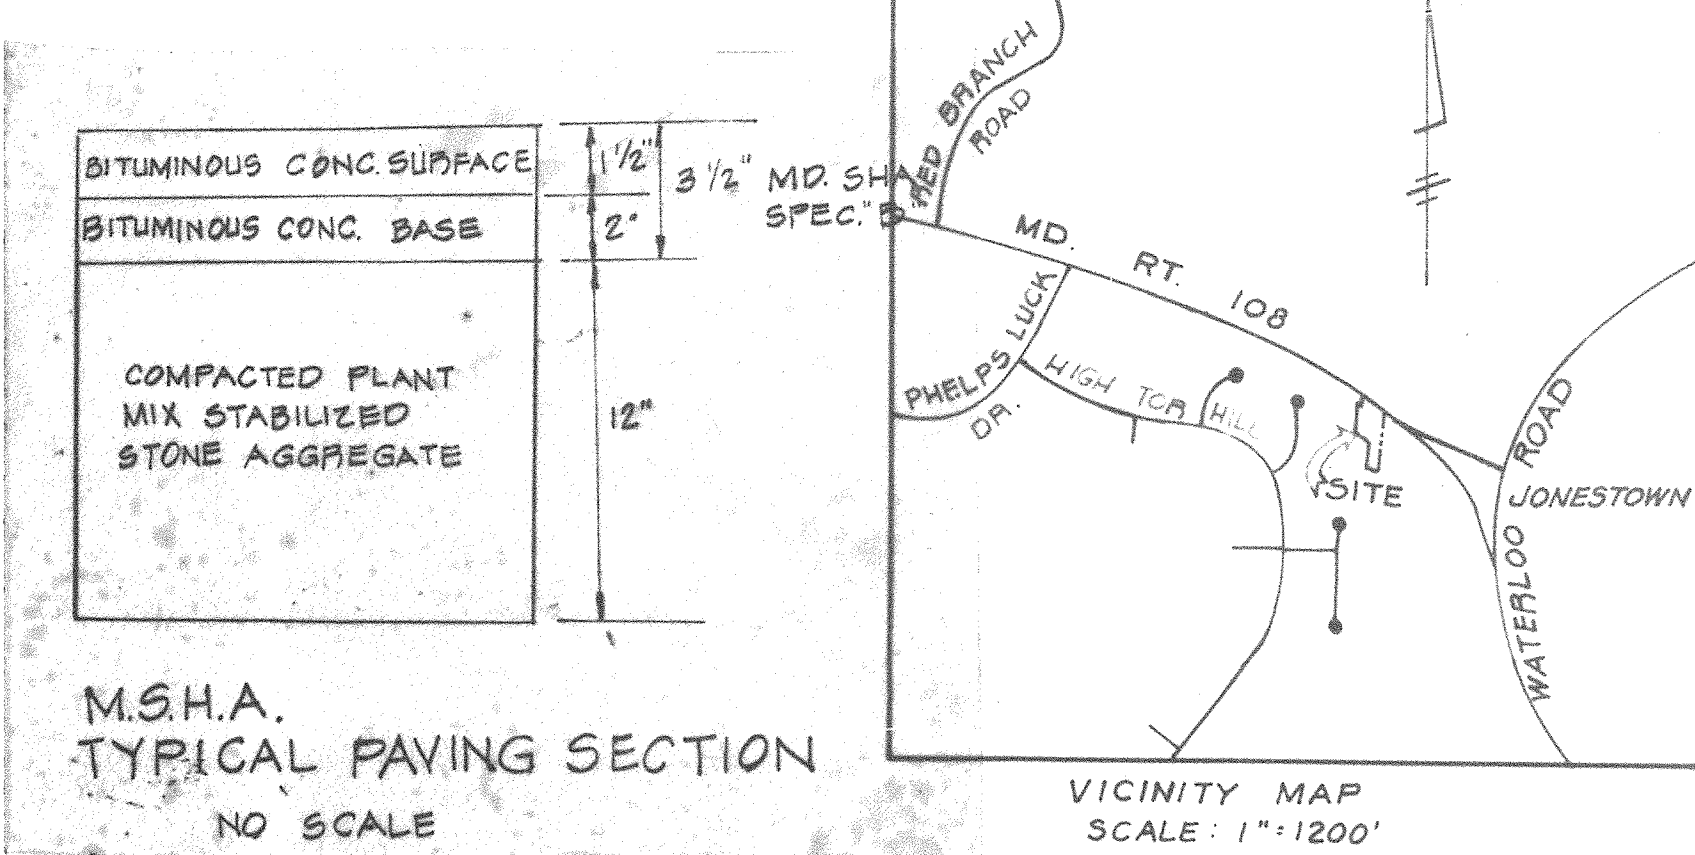 BITUMINOUS CONC. SURFACE
1 1/2"
BITUMINOUS CONC. BASE
2"
3 1/2" MD. SHA
SPEC."
COMPACTED PLANT
MIX STABILIZED
STONE AGGREGATE
12"
M.S.H.A.
TYPICAL PAVING SECTION
NO SCALE
RED BRANCH
ROAD
MD. RT. 108
PHELPS LUCK
DR.
HIGH TOR HILL
SITE
WATERLOO ROAD
JONESTOWN
VICINITY MAP
SCALE: 1"=1200'